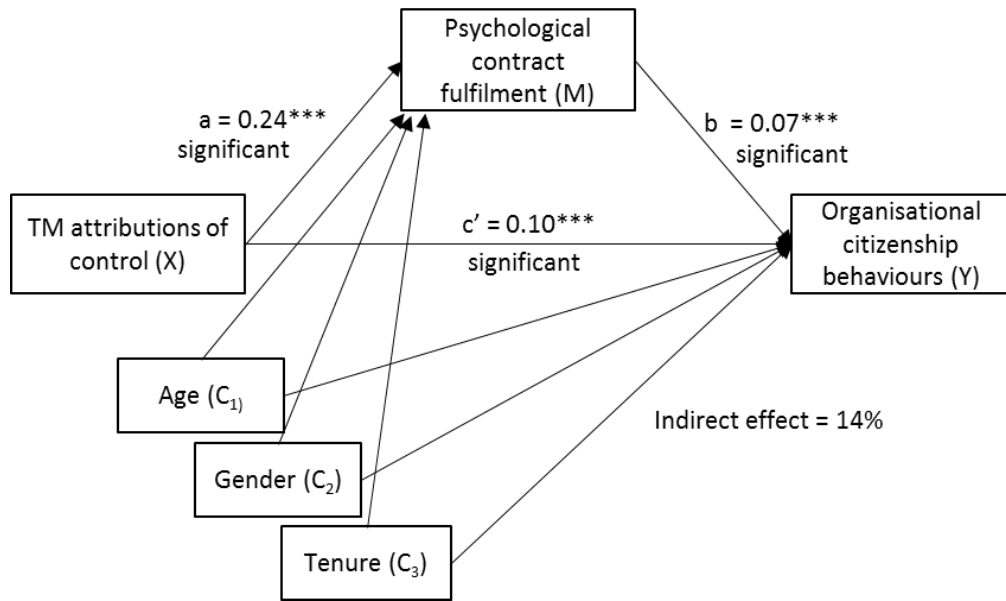 Psychological
contract
fulfilment (M)
a = 0.24***
significant
b = 0.07***
significant
TM attributions of
control (X)
c’ = 0.10***
significant
Organisational
citizenship
behaviours (Y)
Age (C1)
Indirect effect = 14%
Gender (C2)
Tenure (C3)